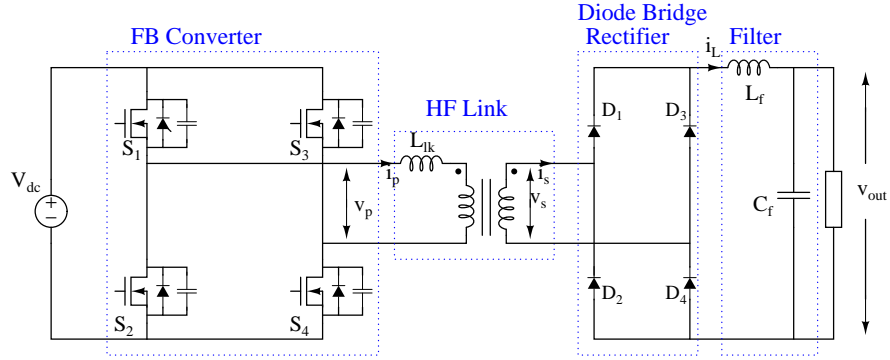 Diode Bridge
FB Converter
Rectifier
Filter
i_L
L_f
HF Link
D_1
D_3
S_1
S_3
L_lk
i_p
i_s
V_dc
v_p
v_s
v_out
C_f
+
−
D_2
D_4
S_2
S_4